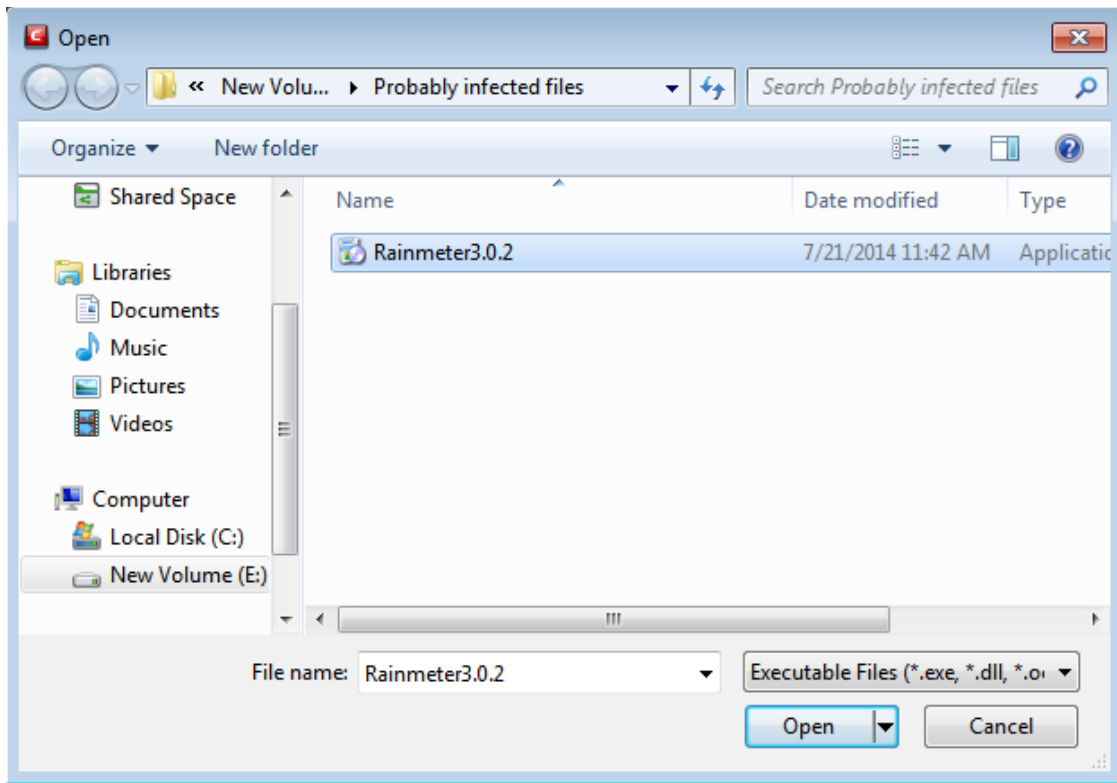 Open
« New Volu... ▸ Probably infected files
Search Probably infected files
Organize
New folder
Name
Date modified
Type
Shared Space
Rainmeter3.0.2
7/21/2014 11:42 AM
Applicatic
Libraries
Documents
Music
Pictures
Videos
Computer
Local Disk (C:)
New Volume (E:)
File name:
Rainmeter3.0.2
Executable Files (*.exe, *.dll, *.o
Open
Cancel